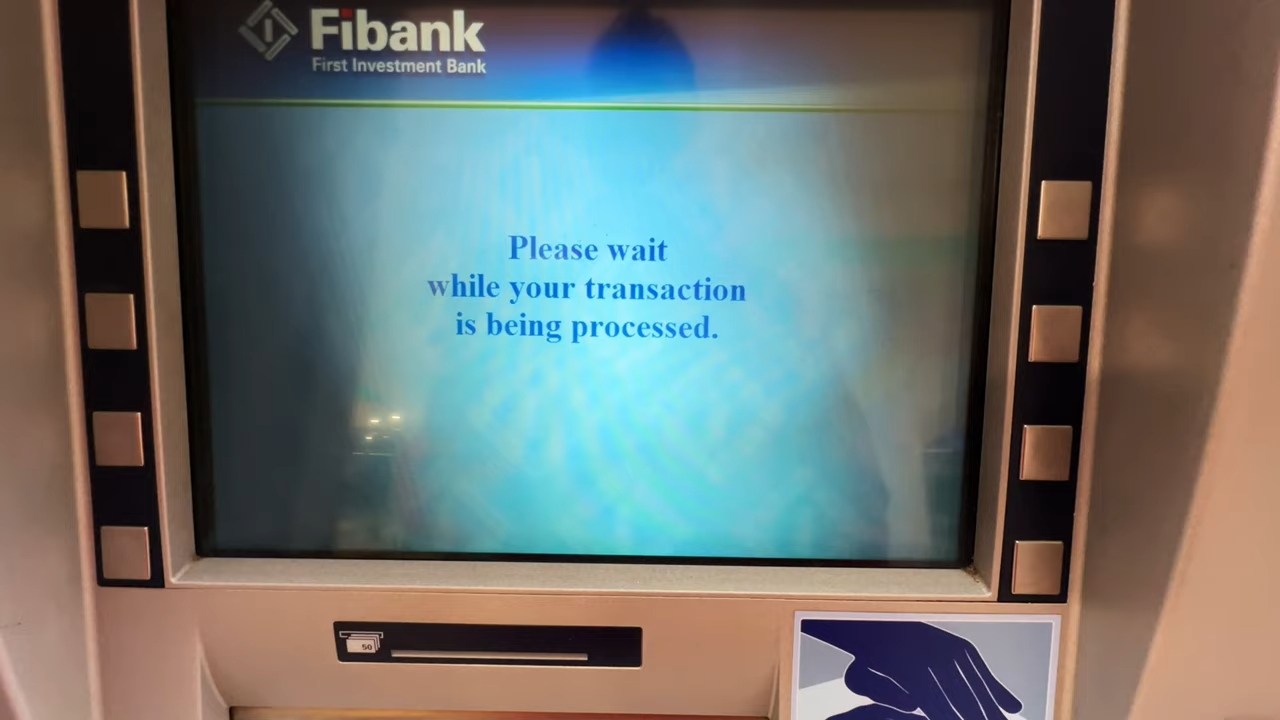 Fibank
First Investment Bank
Please wait
while your transaction
is being processed.
50